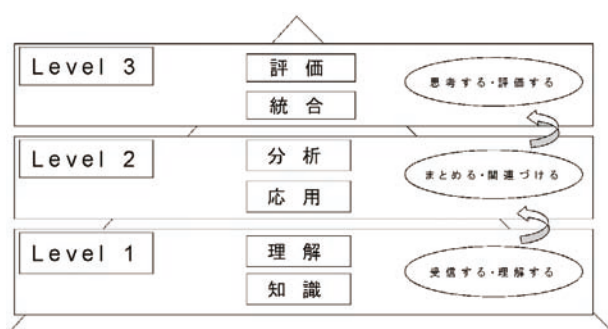 Level 3
評価
統合
思考する・評価する
Level 2
分析
応用
まとめる・関連づける
Level 1
理解
知識
受信する・理解する